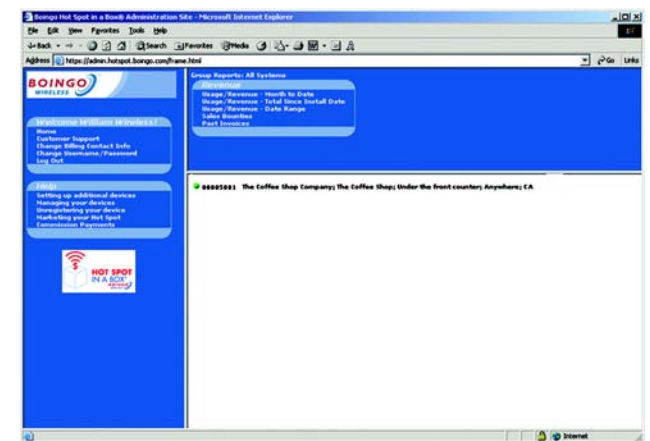 Boingo Hot Spot in a Box® Administration Site - Microsoft Internet Explorer
File Edit View Favorites Tools Help
Back Search Favorites Media
Address https://admin.hotspot.boingo.com/frame.html Go Links
BOINGO
WIRELESS
Welcome William Wireless!
Home
Customer Support
Change Billing Contact Info
Change Username/Password
Log Out
Help
Setting up additional devices
Managing your devices
Unregistering your device
Marketing your Hot Spot
Commission Payments
HOT SPOT
IN A BOX
BOINGO
Group Reports: All Systems
Revenue
Usage/Revenue - Month to Date
Usage/Revenue - Total Since Install Date
Usage/Revenue - Date Range
Sales Bounties
Past Invoices
00005001 The Coffee Shop Company; The Coffee Shop; Under the front counter; Anywhere; CA
Internet